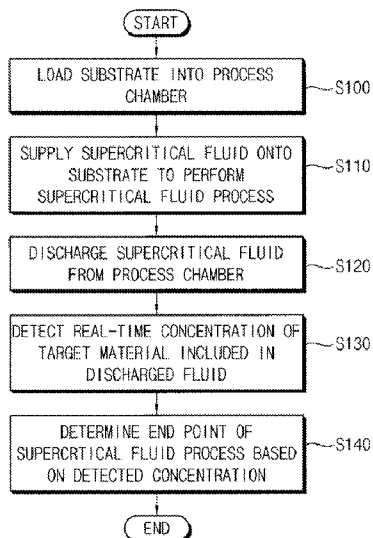 START
LOAD SUBSTRATE INTO PROCESS
CHAMBER
S100
SUPPLY SUPERCRITICAL FLUID ONTO
SUBSTRATE TO PERFORM
SUPERCRITICAL FLUID PROCESS
S110
DISCHARGE SUPERCRITICAL FLUID
FROM PROCESS CHAMBER
S120
DETECT REAL-TIME CONCENTRATION OF
TARGET MATERIAL INCLUDED IN
DISCHARGED FLUID
S130
DETERMINE END POINT OF
SUPERCRTICAL FLUID PROCESS BASED
ON DETECTED CONCENTRATION
S140
END